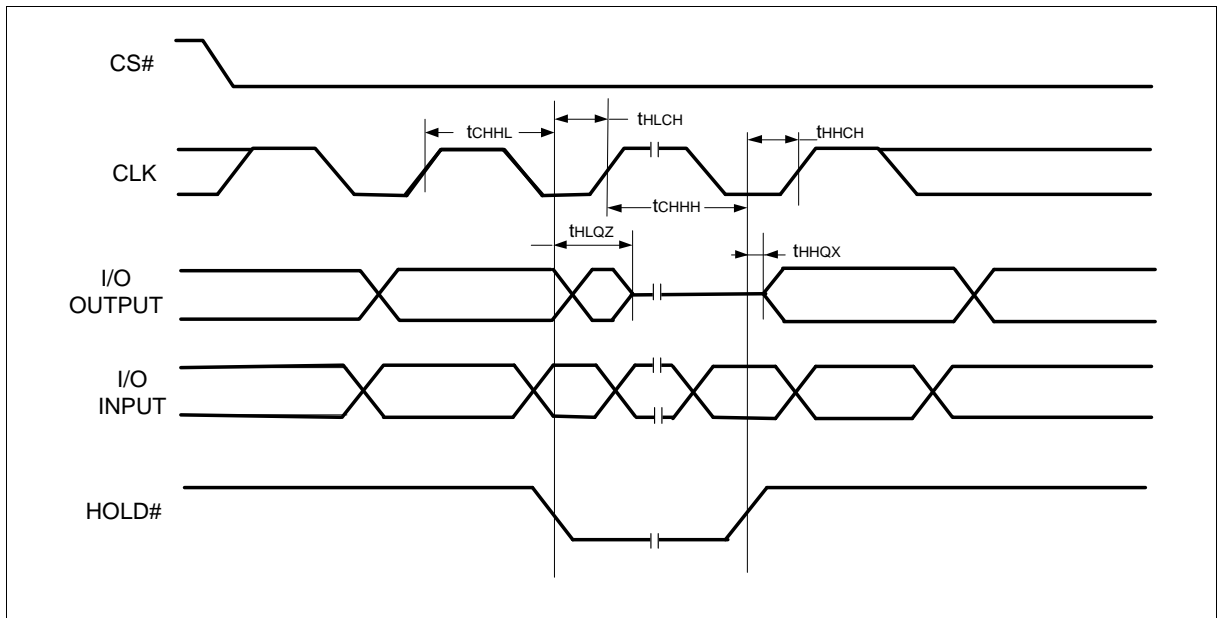 CS#
tHLCH
tCHHL
tHHCH
CLK
tCHHH
tHLQZ
tHHQX
I/O
OUTPUT
I/O
INPUT
HOLD#